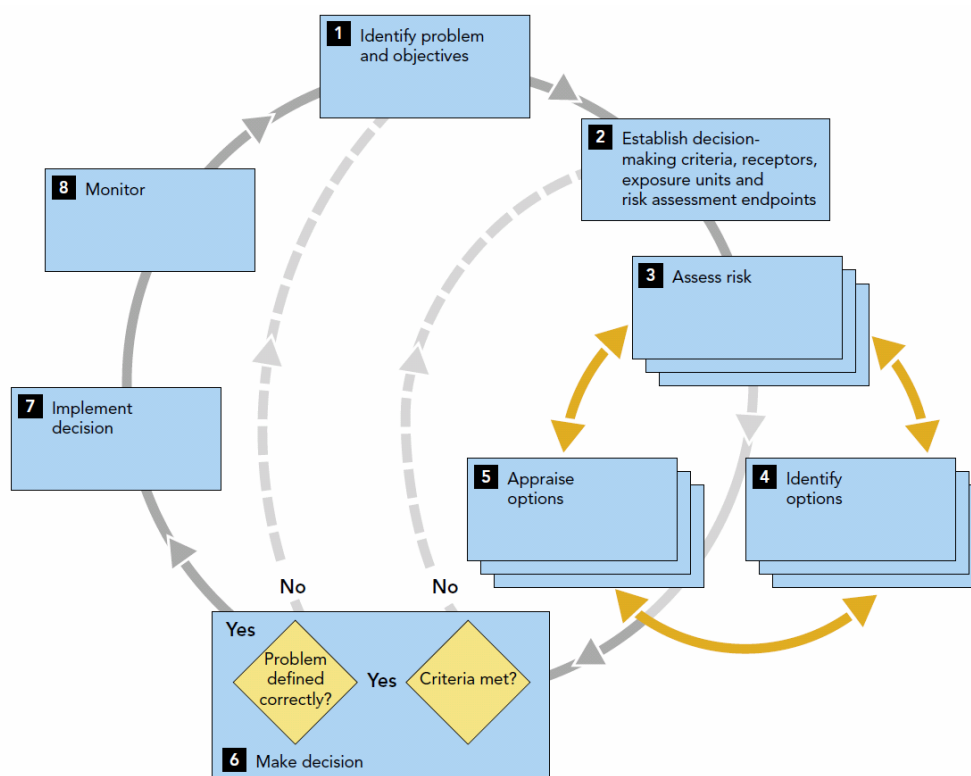 1 Identify problem
and objectives
2 Establish decision-
making criteria, receptors,
exposure units and
risk assessment endpoints
3 Assess risk
4 Identify
options
5 Appraise
options
No
No
Yes
Problem
defined
correctly?
Yes
Criteria met?
6 Make decision
7 Implement
decision
8 Monitor